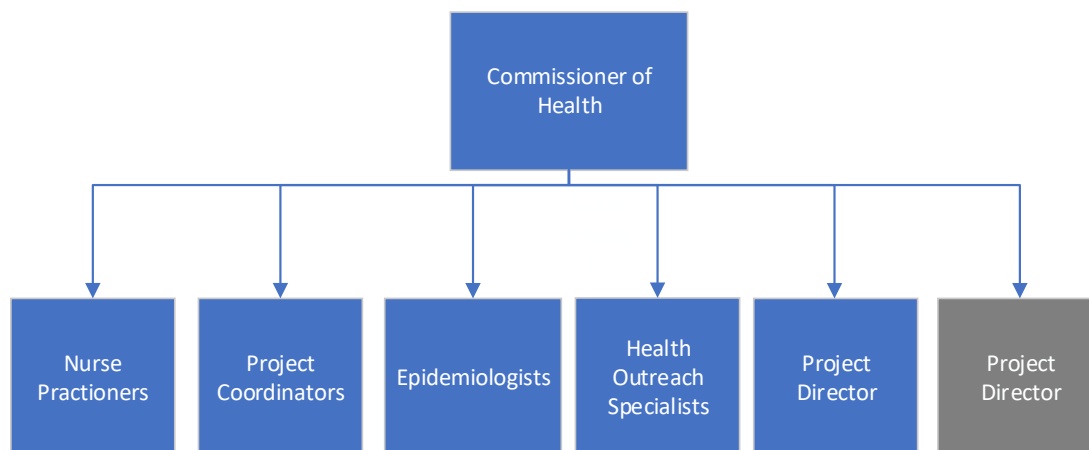 Commissioner of
Health
Nurse
Practioners
Project
Coordinators
Epidemiologists
Health
Outreach
Specialists
Project
Director
Project
Director